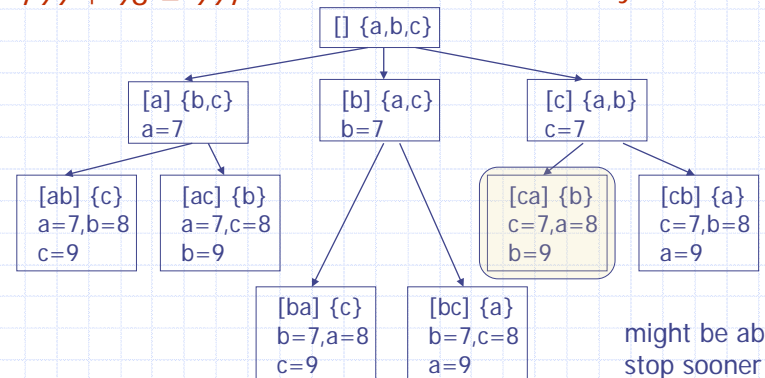 [] {a,b,c}
[a] {b,c}
a=7
[b] {a,c}
b=7
[c] {a,b}
c=7
[ab] {c}
a=7,b=8
c=9
[ac] {b}
a=7,c=8
b=9
[ca] {b}
c=7,a=8
b=9
[cb] {a}
c=7,b=8
a=9
[ba] {c}
b=7,a=8
c=9
[bc] {a}
b=7,c=8
a=9
might be ab
stop sooner